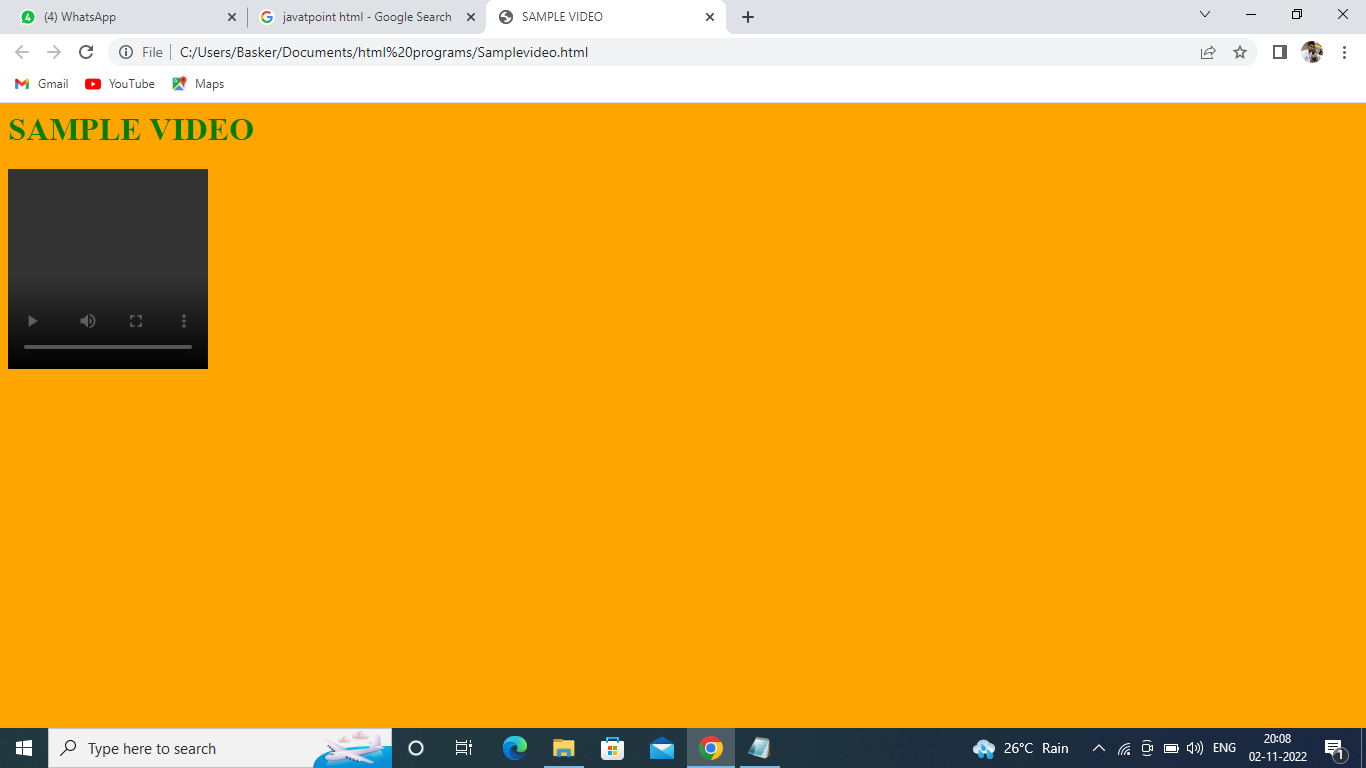 (4) WhatsApp
javatpoint html - Google Search
SAMPLE VIDEO
File
C:/Users/Basker/Documents/html%20programs/Samplevideo.html
Gmail
YouTube
Maps
SAMPLE VIDEO
Type here to search
26°C Rain
ENG
20:08
02-11-2022
1